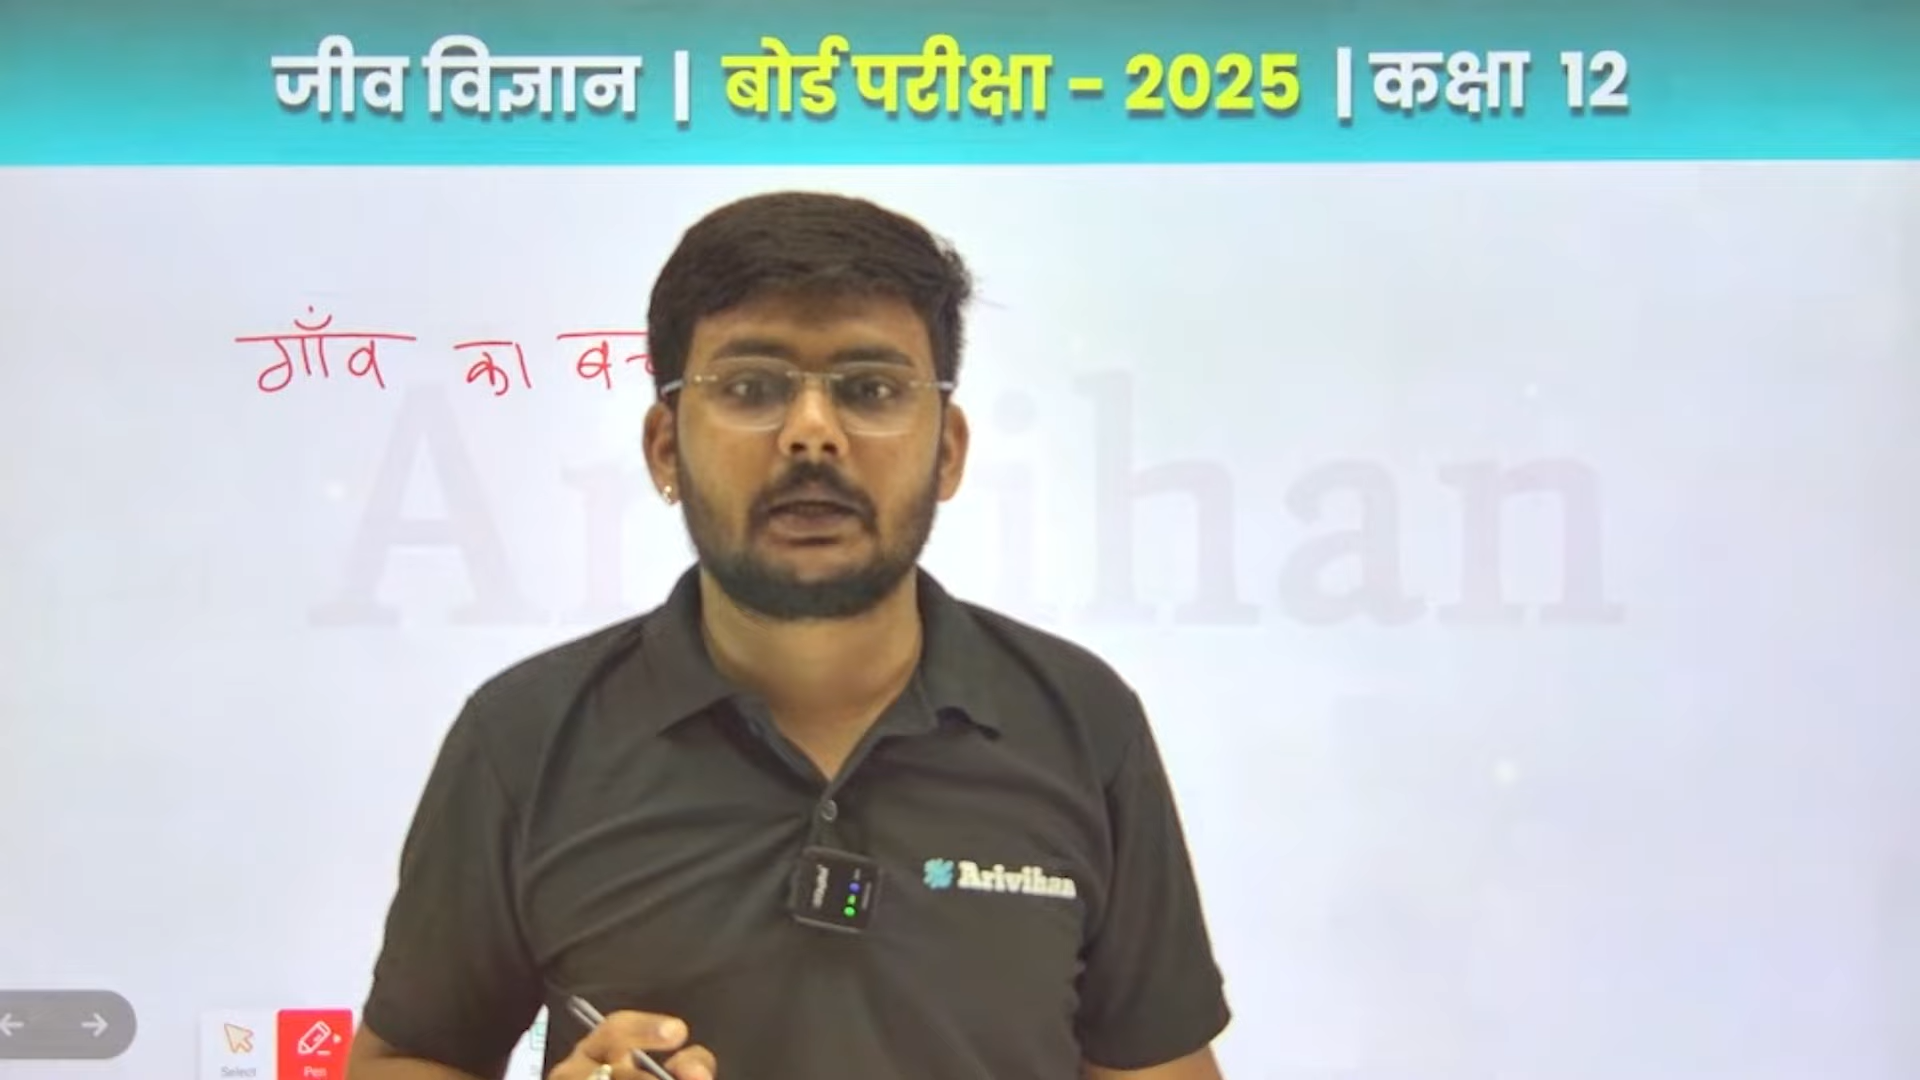 जीव विज्ञान | बोर्ड परीक्षा - 2025 | कक्षा 12
गाँव का
Arivihan
Select
Pen